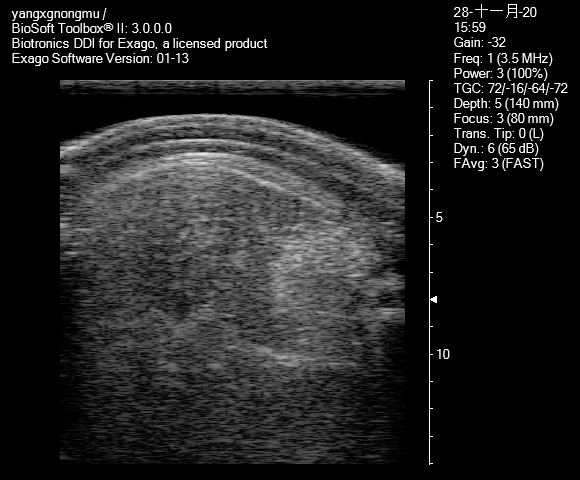 yangxgnongmu /
BioSoft Toolbox® II: 3.0.0.0
Biotronics DDI for Exago, a licensed product
Exago Software Version: 01-13
28-十一月-20
15:59
Gain: -32
Freq: 1 (3.5 MHz)
Power: 3 (100%)
TGC: 72/-16/-64/-72
Depth: 5 (140 mm)
Focus: 3 (80 mm)
Trans. Tip: 0 (L)
Dyn.: 6 (65 dB)
FAvg: 3 (FAST)
5
10